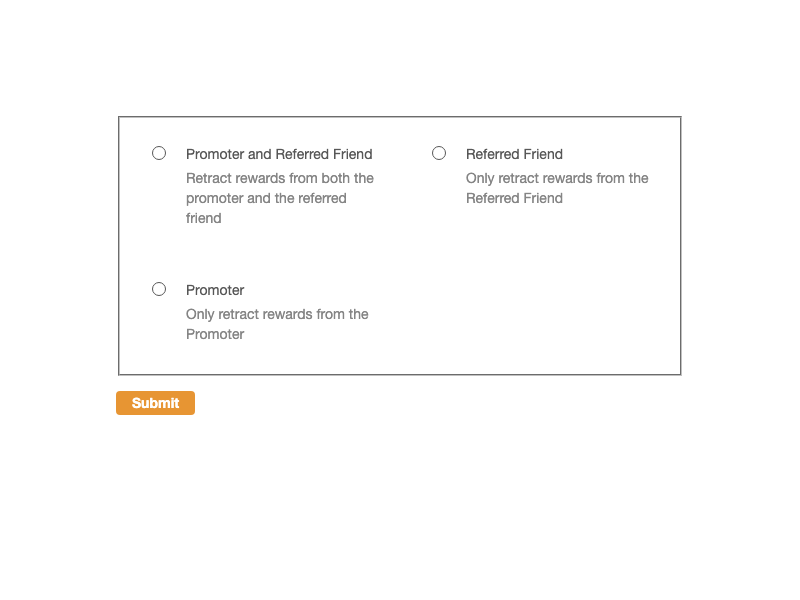 Promoter and Referred Friend
Retract rewards from both the
promoter and the referred
friend
Referred Friend
Only retract rewards from the
Referred Friend
Promoter
Only retract rewards from the
Promoter
Submit